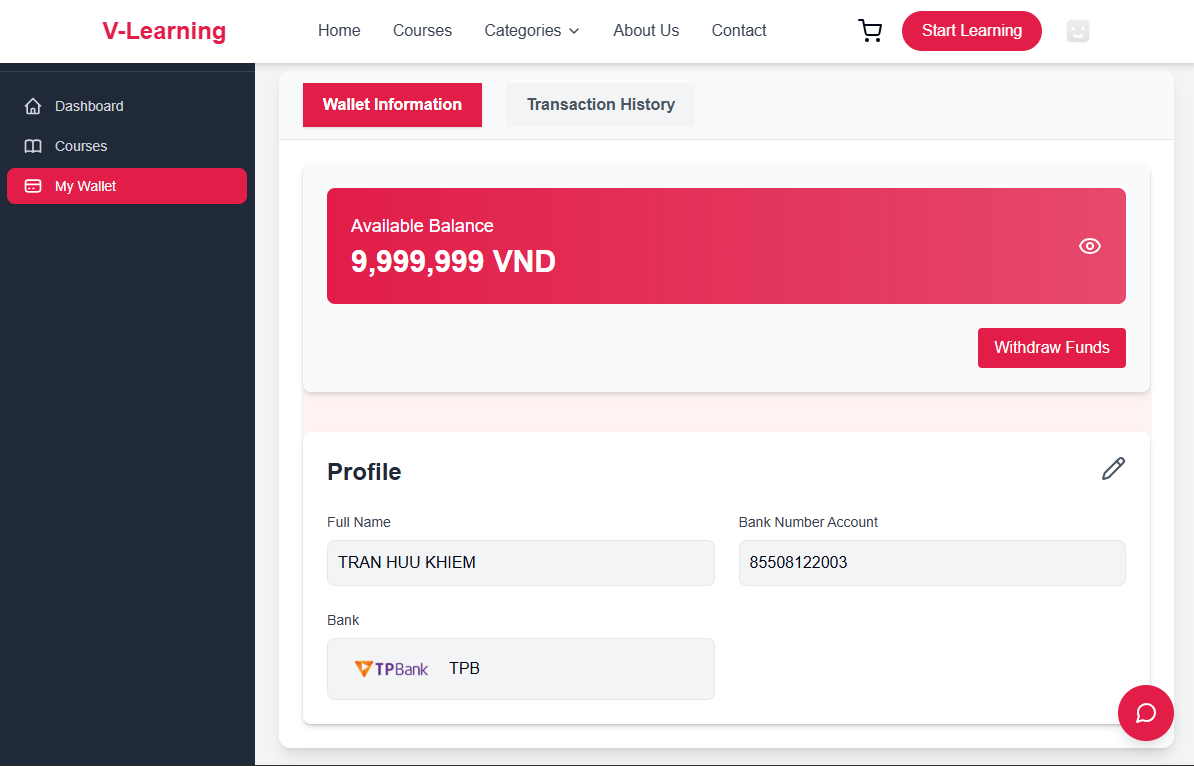 V-Learning
Home Courses Categories About Us Contact
Start Learning
Dashboard
Courses
My Wallet
Wallet Information Transaction History
Available Balance
9,999,999 VND
Withdraw Funds
Profile
Full Name Bank Number Account
TRAN HUU KHIEM 85508122003
Bank
TPBank TPB